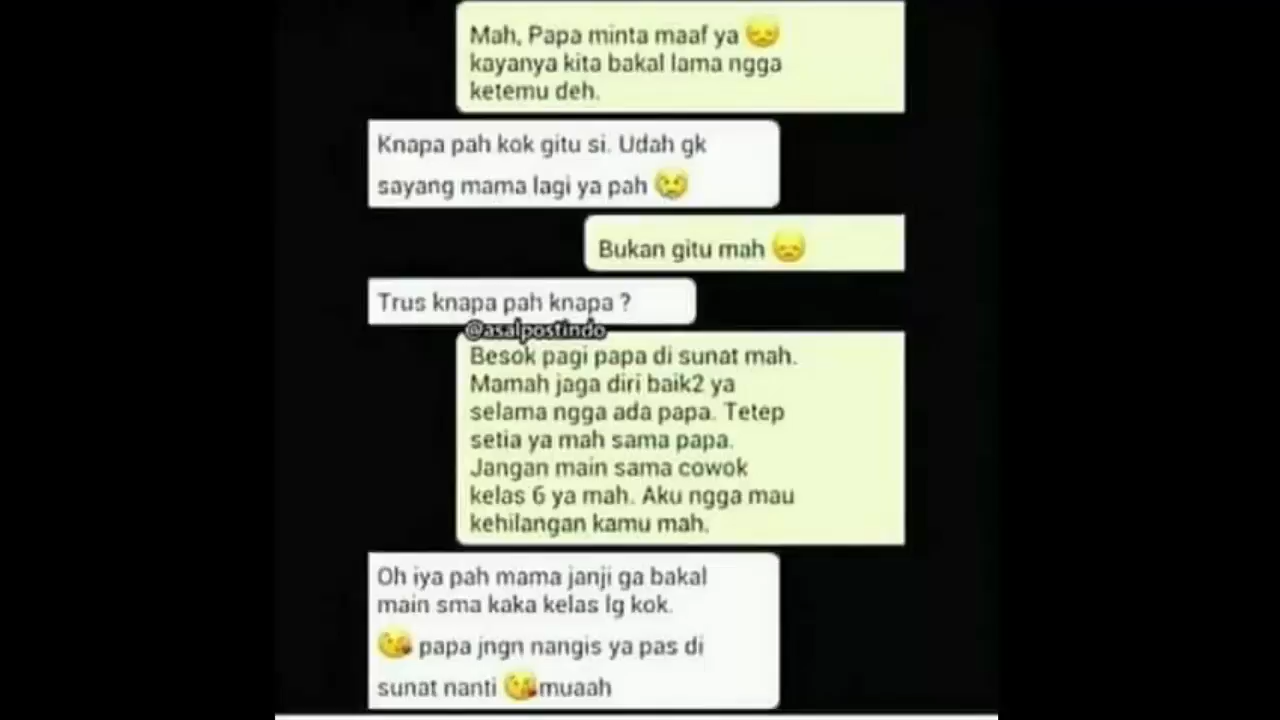 Mah, Papa minta maaf ya 😞
kayanya kita bakal lama ngga
ketemu deh.
Knapa pah kok gitu si. Udah gk
sayang mama lagi ya pah 😢
Bukan gitu mah 😞
Trus knapa pah knapa ?
@asalpostindo
Besok pagi papa di sunat mah.
Mamah jaga diri baik2 ya
selama ngga ada papa. Tetep
setia ya mah sama papa.
Jangan main sama cowok
kelas 6 ya mah. Aku ngga mau
kehilangan kamu mah.
Oh iya pah mama janji ga bakal
main sma kaka kelas lg kok.
😘 papa jngn nangis ya pas di
sunat nanti 😘muaah